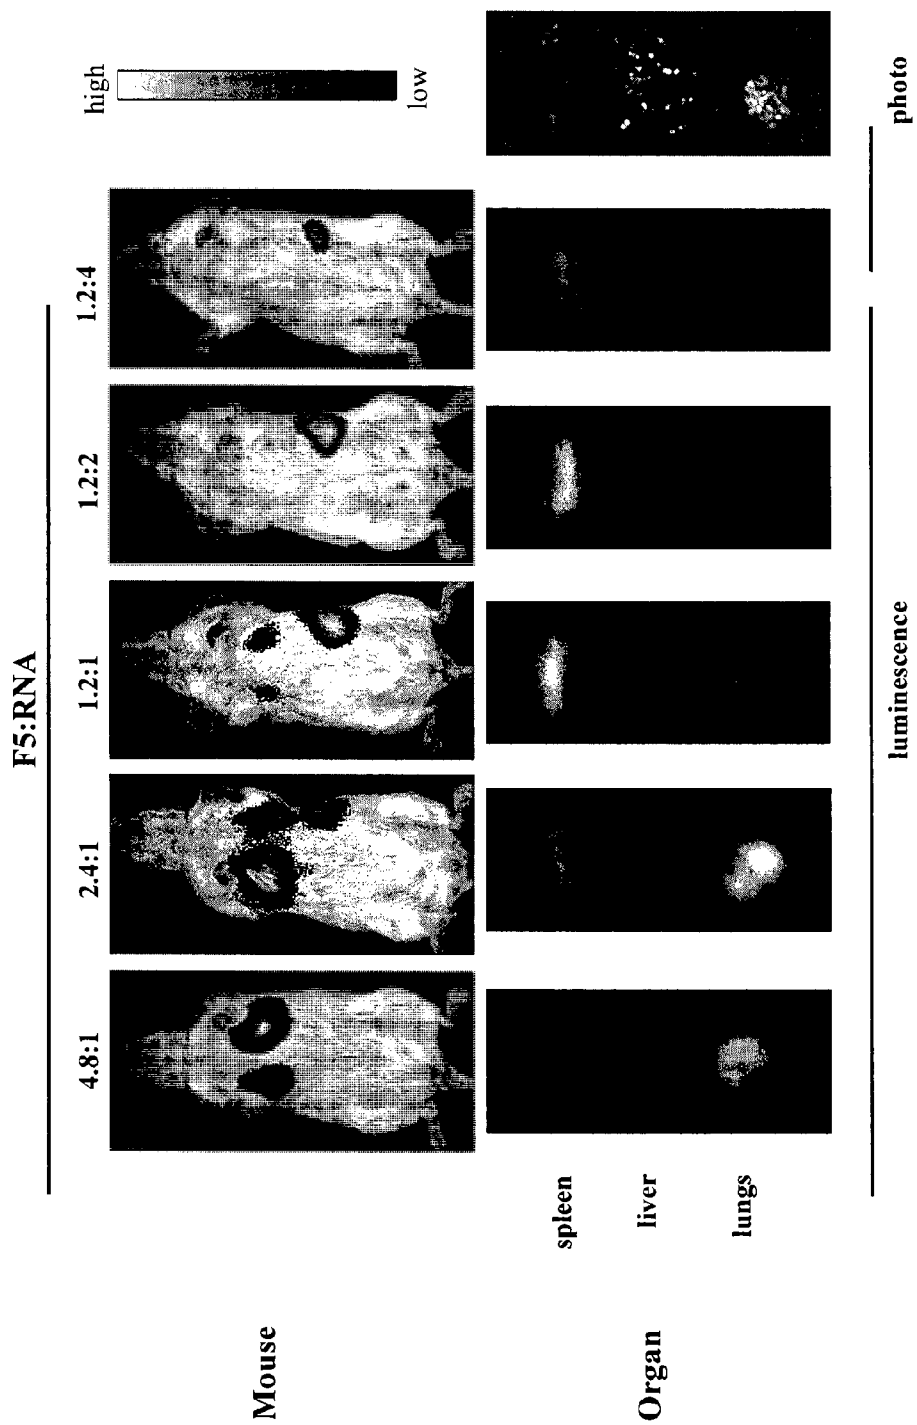 F5:RNA
4.8:1 2.4:1 1.2:1 1.2:2 1.2:4
high
low
Mouse
Organ
spleen
liver
lungs
luminescence photo